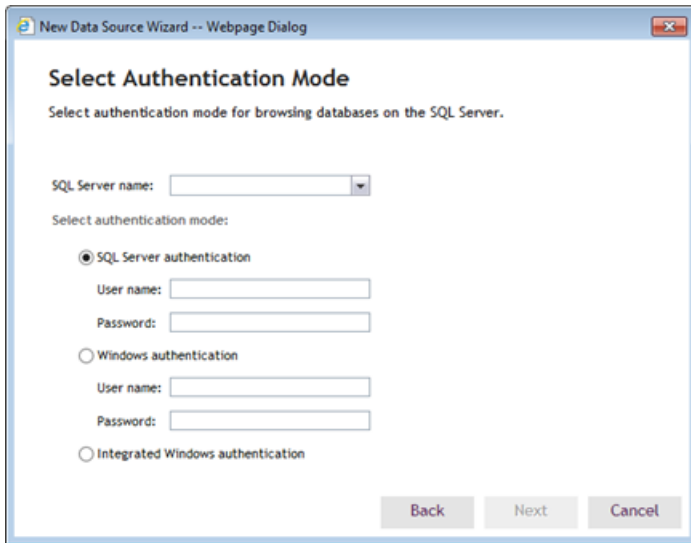 New Data Source Wizard -- Webpage Dialog
Select Authentication Mode
Select authentication mode for browsing databases on the SQL Server.
SQL Server name:
Select authentication mode:
SQL Server authentication
User name:
Password:
Windows authentication
User name:
Password:
Integrated Windows authentication
Back Next Cancel